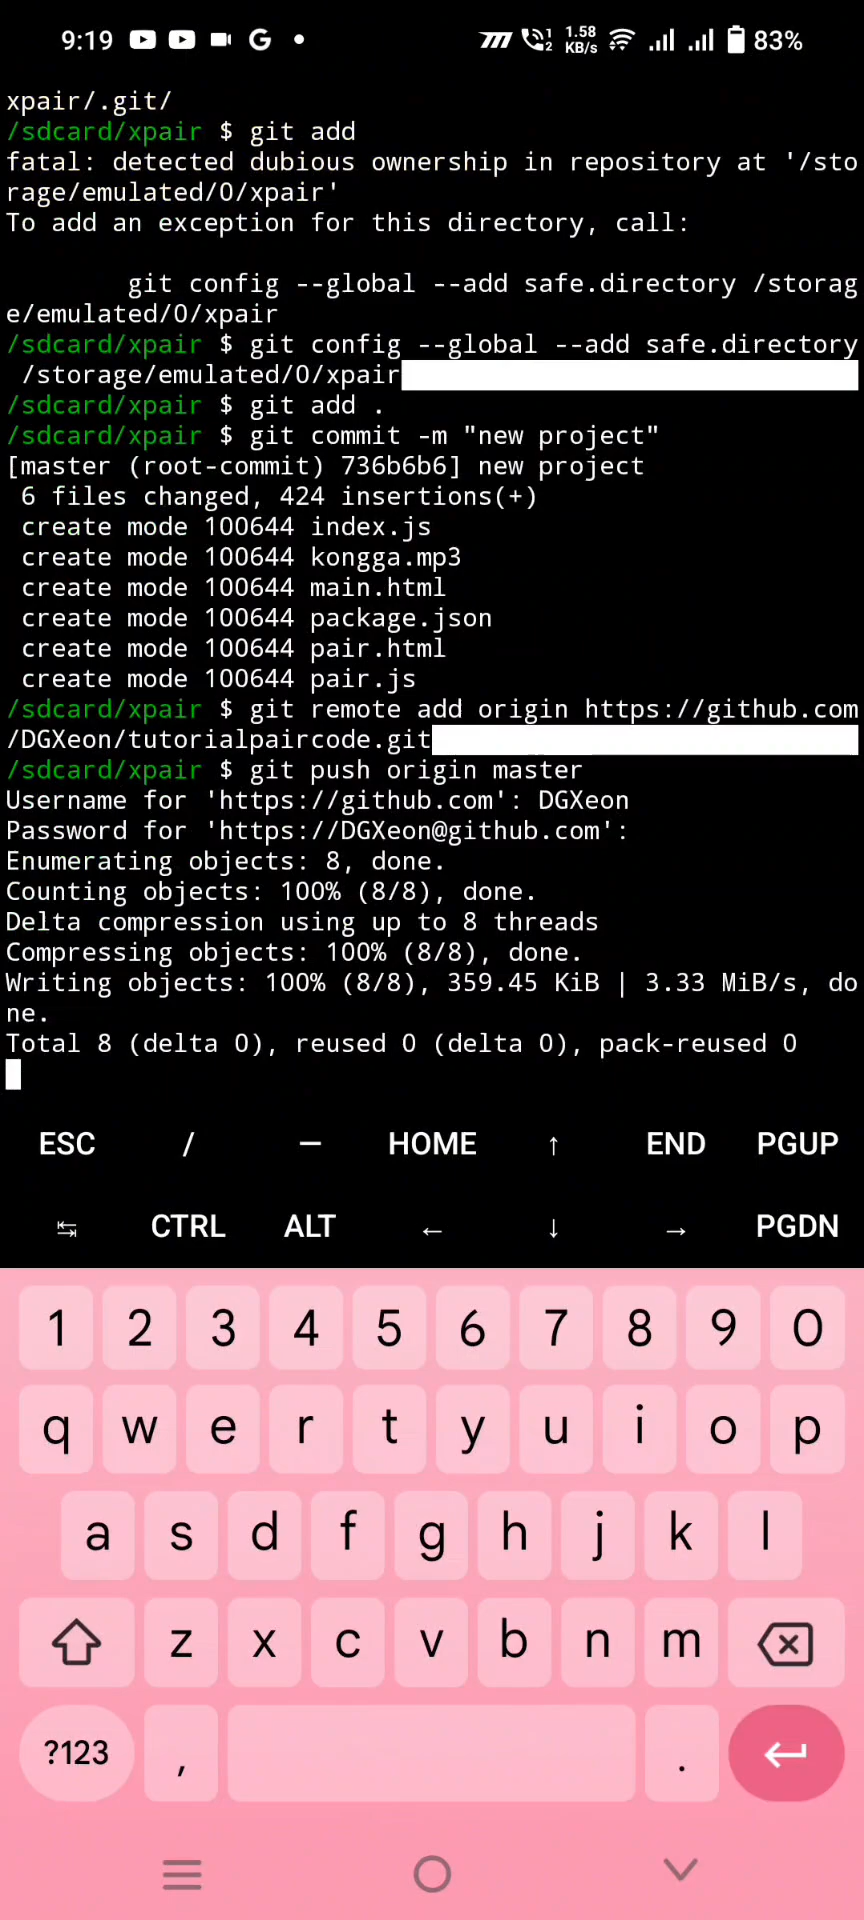 9:19 G 1.58 KB/s 83%
xpair/.git/
/sdcard/xpair $ git add
fatal: detected dubious ownership in repository at '/sto
rage/emulated/0/xpair'
To add an exception for this directory, call:
git config --global --add safe.directory /storag
e/emulated/0/xpair
/sdcard/xpair $ git config --global --add safe.directory
/storage/emulated/0/xpair
/sdcard/xpair $ git add .
/sdcard/xpair $ git commit -m "new project"
[master (root-commit) 736b6b6] new project
6 files changed, 424 insertions(+)
create mode 100644 index.js
create mode 100644 kongga.mp3
create mode 100644 main.html
create mode 100644 package.json
create mode 100644 pair.html
create mode 100644 pair.js
/sdcard/xpair $ git remote add origin https://github.com
/DGXeon/tutorialpaircode.git
/sdcard/xpair $ git push origin master
Username for 'https://github.com': DGXeon
Password for 'https://DGXeon@github.com':
Enumerating objects: 8, done.
Counting objects: 100% (8/8), done.
Delta compression using up to 8 threads
Compressing objects: 100% (8/8), done.
Writing objects: 100% (8/8), 359.45 KiB | 3.33 MiB/s, do
ne.
Total 8 (delta 0), reused 0 (delta 0), pack-reused 0
ESC / — HOME ↑ END PGUP
↹ CTRL ALT ← ↓ → PGDN
1 2 3 4 5 6 7 8 9 0
q w e r t y u i o p
a s d f g h j k l
z x c v b n m
?123 , .